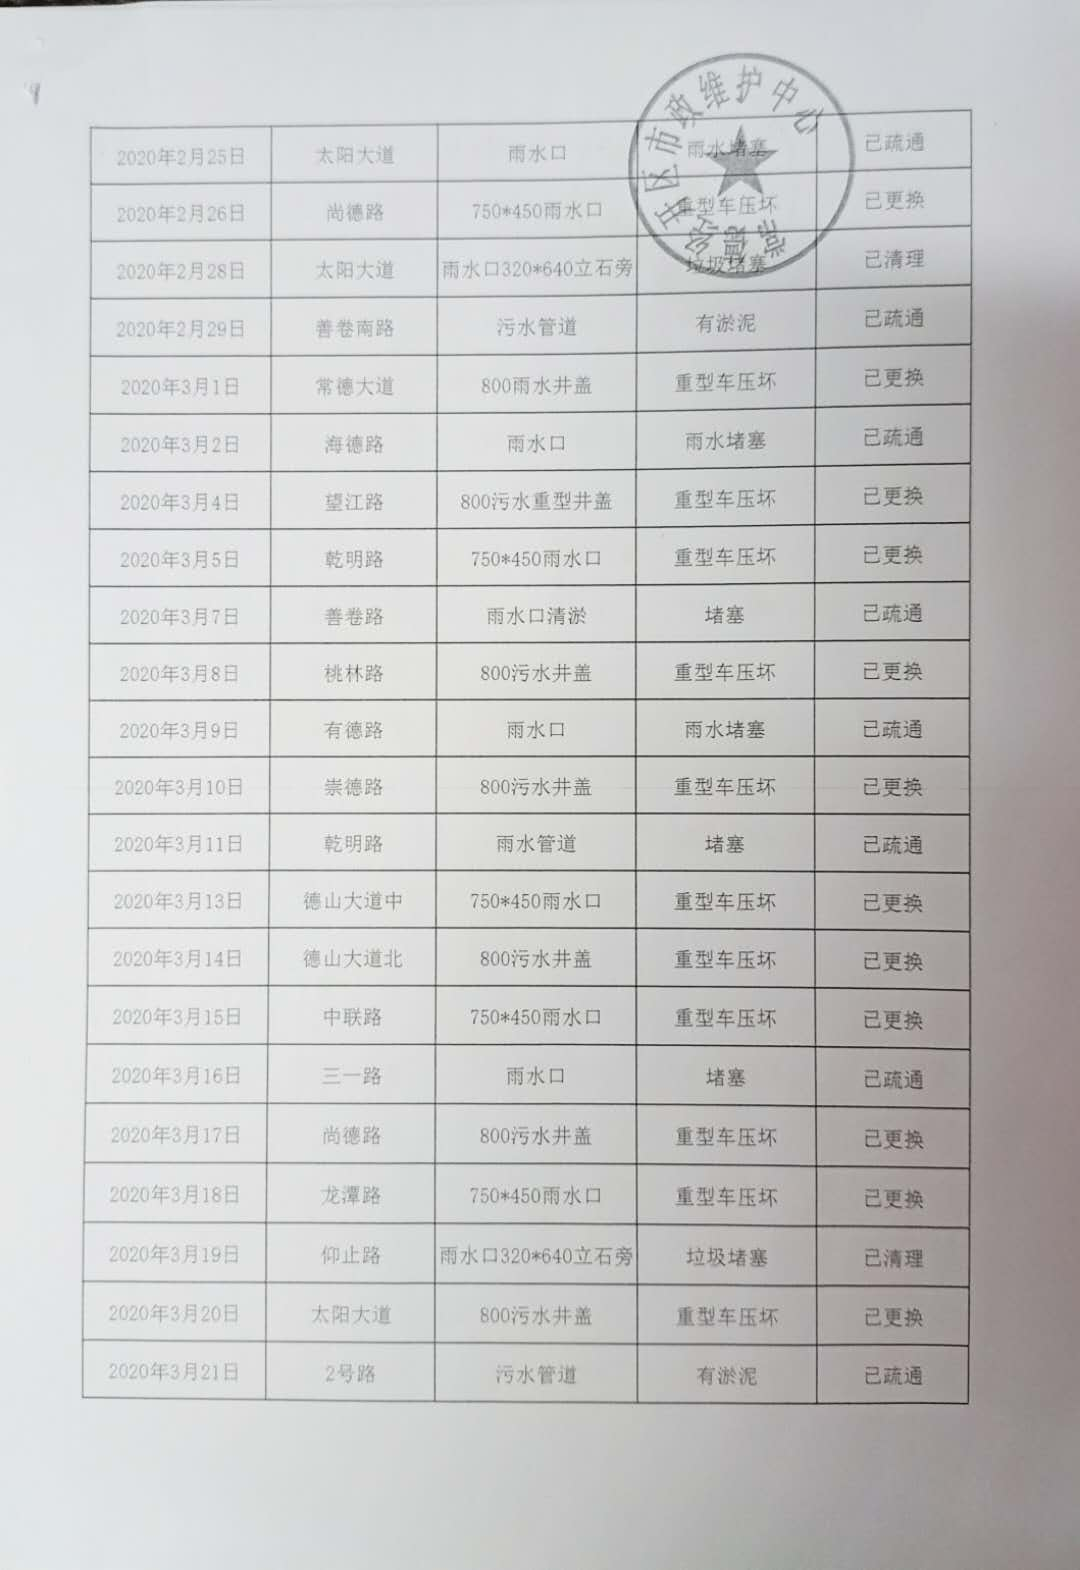 常德经开区市政维护中心
2020年2月25日 太阳大道 雨水口 雨水堵塞 已疏通
2020年2月26日 尚德路 750*450雨水口 重型车压坏 已更换
2020年2月28日 太阳大道 雨水口320*640立石旁 垃圾堵塞 已清理
2020年2月29日 善卷南路 污水管道 有淤泥 已疏通
2020年3月1日 常德大道 800雨水井盖 重型车压坏 已更换
2020年3月2日 海德路 雨水口 雨水堵塞 已疏通
2020年3月4日 望江路 800污水重型井盖 重型车压坏 已更换
2020年3月5日 乾明路 750*450雨水口 重型车压坏 已更换
2020年3月7日 善卷路 雨水口清淤 堵塞 已疏通
2020年3月8日 桃林路 800污水井盖 重型车压坏 已更换
2020年3月9日 有德路 雨水口 雨水堵塞 已疏通
2020年3月10日 崇德路 800污水井盖 重型车压坏 已更换
2020年3月11日 乾明路 雨水管道 堵塞 已疏通
2020年3月13日 德山大道中 750*450雨水口 重型车压坏 已更换
2020年3月14日 德山大道北 800污水井盖 重型车压坏 已更换
2020年3月15日 中联路 750*450雨水口 重型车压坏 已更换
2020年3月16日 三一路 雨水口 堵塞 已疏通
2020年3月17日 尚德路 800污水井盖 重型车压坏 已更换
2020年3月18日 龙潭路 750*450雨水口 重型车压坏 已更换
2020年3月19日 仰止路 雨水口320*640立石旁 垃圾堵塞 已清理
2020年3月20日 太阳大道 800污水井盖 重型车压坏 已更换
2020年3月21日 2号路 污水管道 有淤泥 已疏通